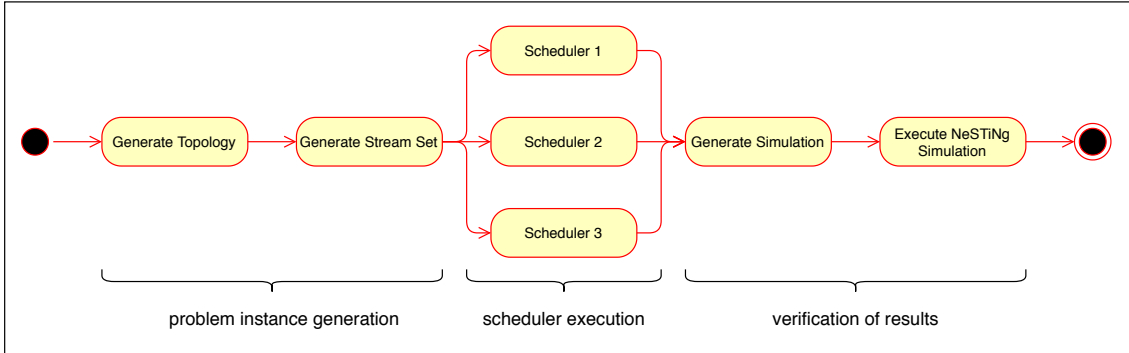 Scheduler 1
Generate Topology
Generate Stream Set
Scheduler 2
Generate Simulation
Execute NeSTiNg
Simulation
Scheduler 3
problem instance generation
scheduler execution
verification of results